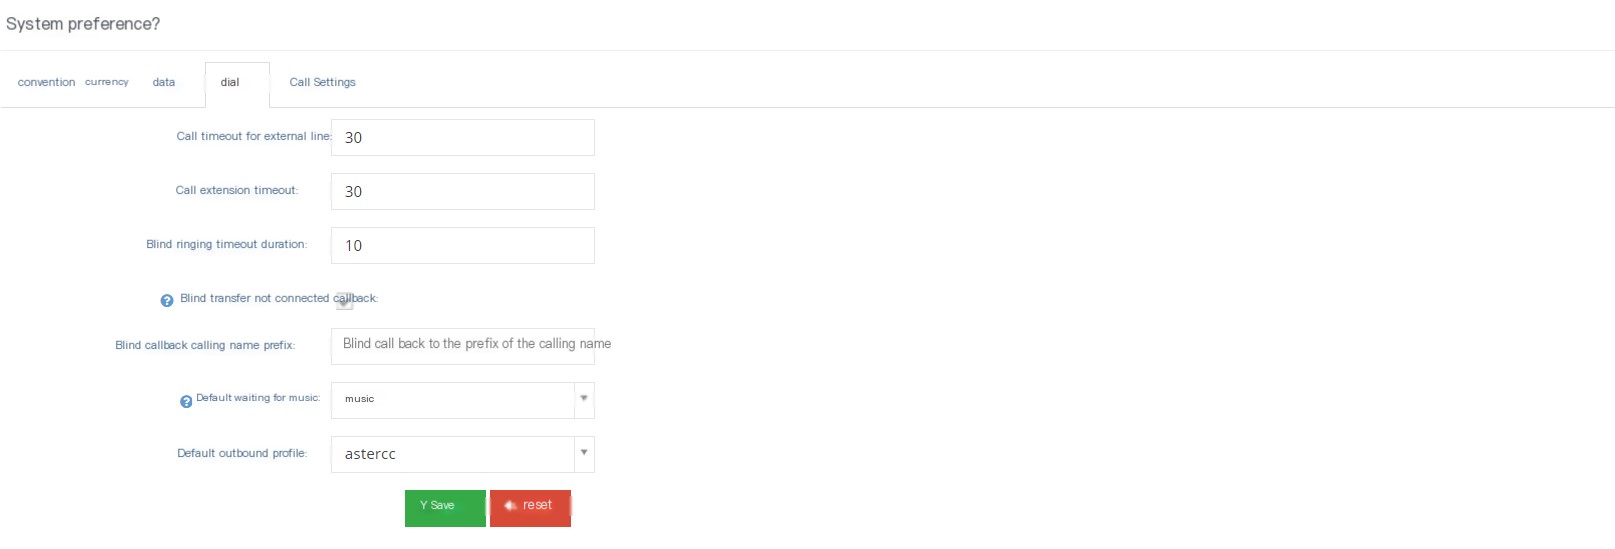 System preference?
convention currency data dial Call Settings
Call timeout for external line: 30
Call extension timeout: 30
Blind ringing timeout duration: 10
Blind transfer not connected callback:
Blind callback calling name prefix: Blind call back to the prefix of the calling name
Default waiting for music: music
Default outbound profile: astercc
Y Save reset